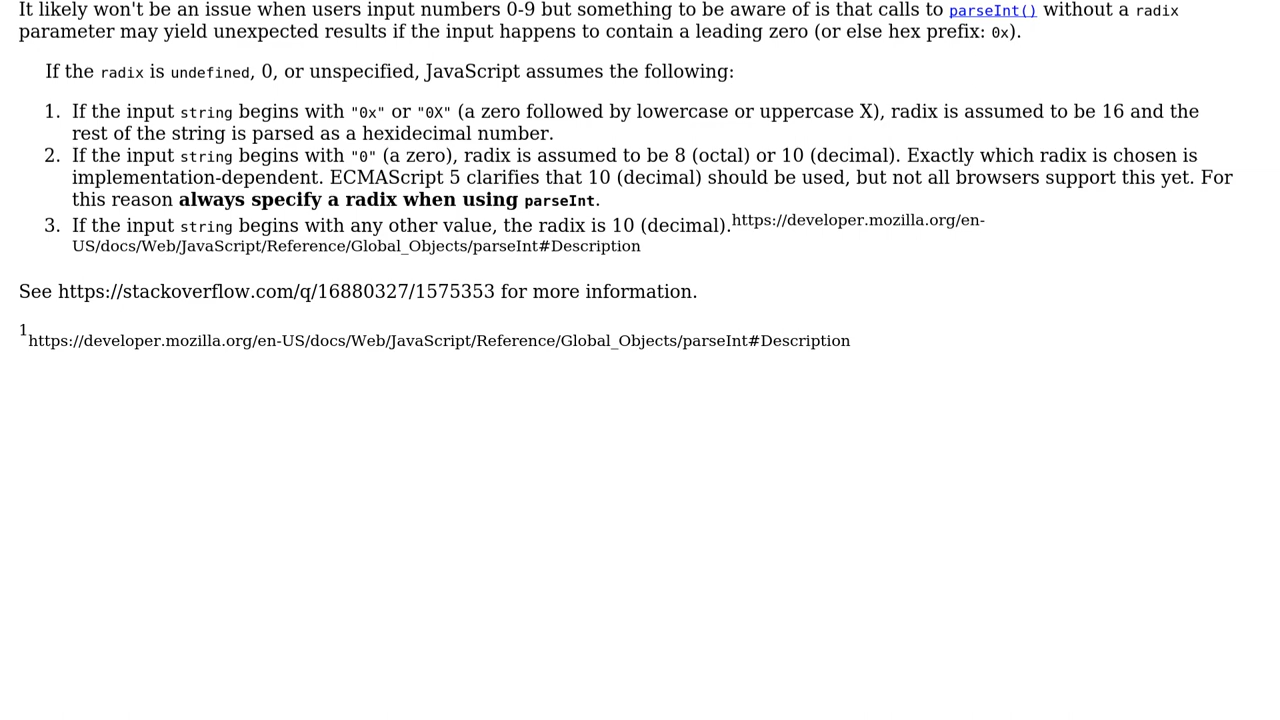 It likely won't be an issue when users input numbers 0-9 but something to be aware of is that calls to parseInt() without a radix
parameter may yield unexpected results if the input happens to contain a leading zero (or else hex prefix: 0x).
If the radix is undefined, 0, or unspecified, JavaScript assumes the following:
1. If the input string begins with "0x" or "0X" (a zero followed by lowercase or uppercase X), radix is assumed to be 16 and the
rest of the string is parsed as a hexidecimal number.
2. If the input string begins with "0" (a zero), radix is assumed to be 8 (octal) or 10 (decimal). Exactly which radix is chosen is
implementation-dependent. ECMAScript 5 clarifies that 10 (decimal) should be used, but not all browsers support this yet. For
this reason always specify a radix when using parseInt.
3. If the input string begins with any other value, the radix is 10 (decimal).https://developer.mozilla.org/en-
US/docs/Web/JavaScript/Reference/Global_Objects/parseInt#Description
See https://stackoverflow.com/q/16880327/1575353 for more information.
1https://developer.mozilla.org/en-US/docs/Web/JavaScript/Reference/Global_Objects/parseInt#Description